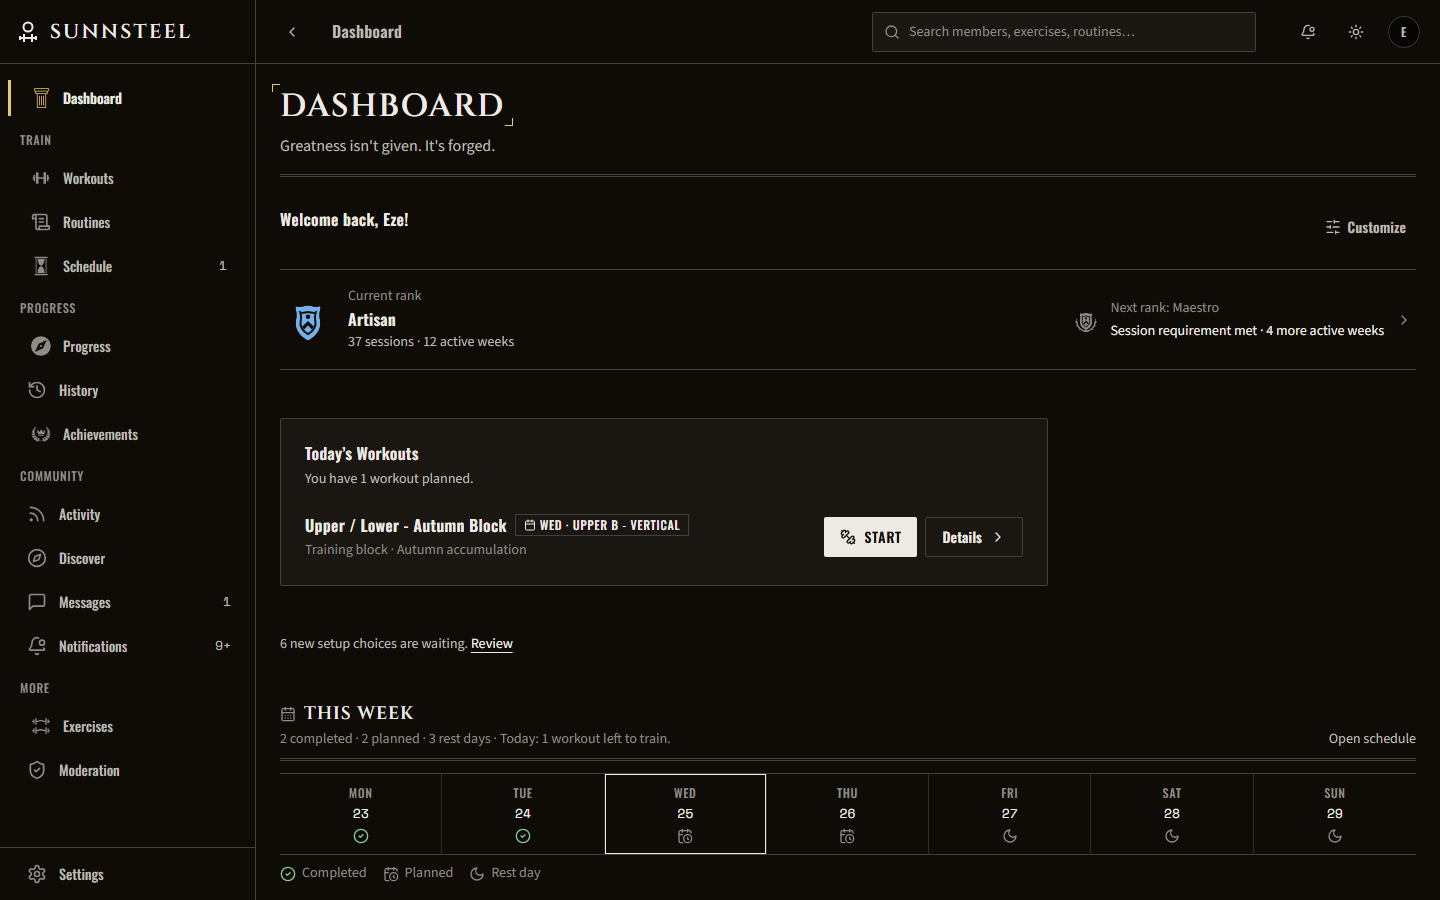 SUNNSTEEL
Dashboard
Search members, exercises, routines...
E
Dashboard
TRAIN
Workouts
Routines
Schedule 1
PROGRESS
Progress
History
Achievements
COMMUNITY
Activity
Discover
Messages 1
Notifications 9+
MORE
Exercises
Moderation
Settings
DASHBOARD
Greatness isn't given. It's forged.
Welcome back, Eze!
Customize
Current rank
Artisan
37 sessions · 12 active weeks
Next rank: Maestro
Session requirement met · 4 more active weeks
Today's Workouts
You have 1 workout planned.
Upper / Lower - Autumn Block WED · UPPER B - VERTICAL
Training block · Autumn accumulation
START
Details
6 new setup choices are waiting. Review
THIS WEEK
2 completed · 2 planned · 3 rest days · Today: 1 workout left to train.
Open schedule
MON TUE WED THU FRI SAT SUN
23 24 25 26 27 28 29
Completed Planned Rest day